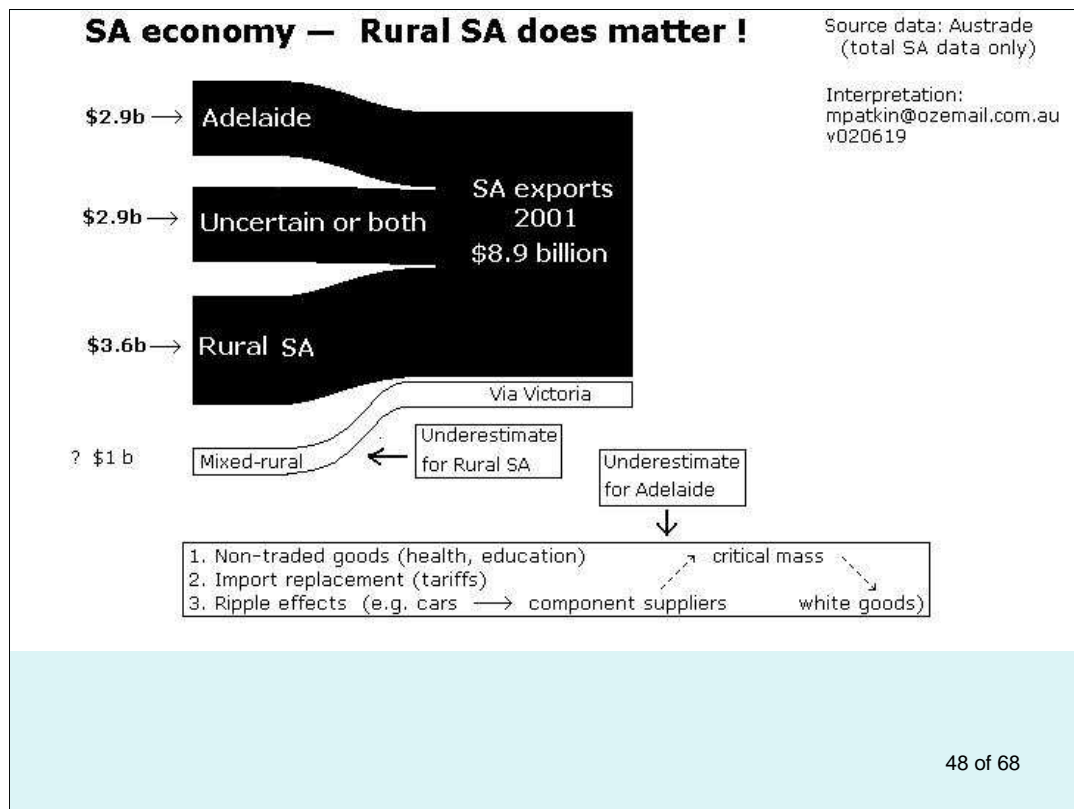 SA economy — Rural SA does matter !
Source data: Austrade
(total SA data only)
Interpretation:
mpatkin@ozemail.com.au
v020619
$2.9b → Adelaide
$2.9b → Uncertain or both
$3.6b → Rural SA
SA exports
2001
$8.9 billion
Via Victoria
? $1 b
Mixed-rural
Underestimate
for Rural SA
Underestimate
for Adelaide
1. Non-traded goods (health, education)
critical mass
2. Import replacement (tariffs)
3. Ripple effects (e.g. cars → component suppliers white goods)
48 of 68